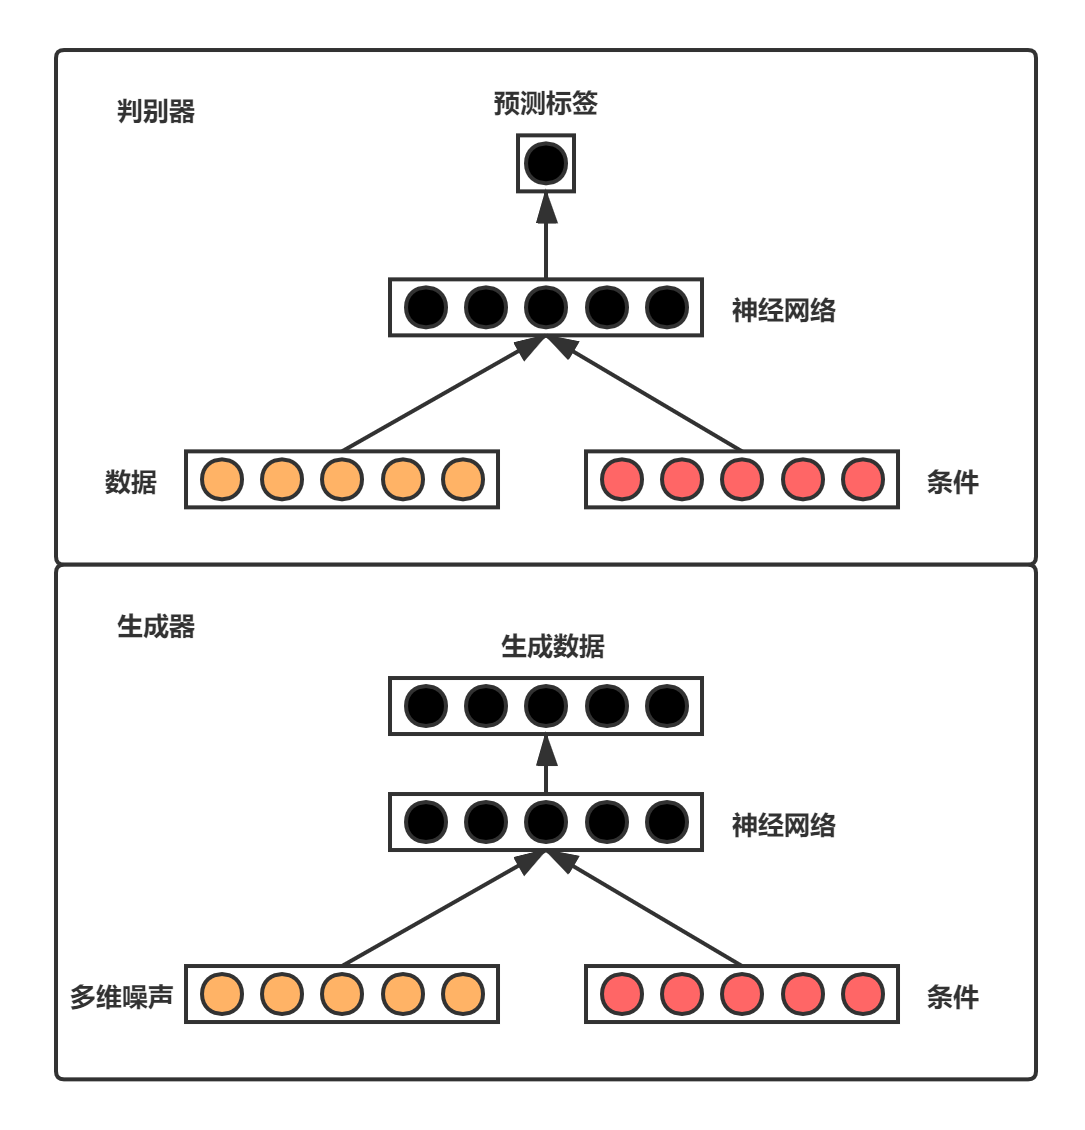 判别器
预测标签
神经网络
数据
条件
生成器
生成数据
神经网络
多维噪声
条件